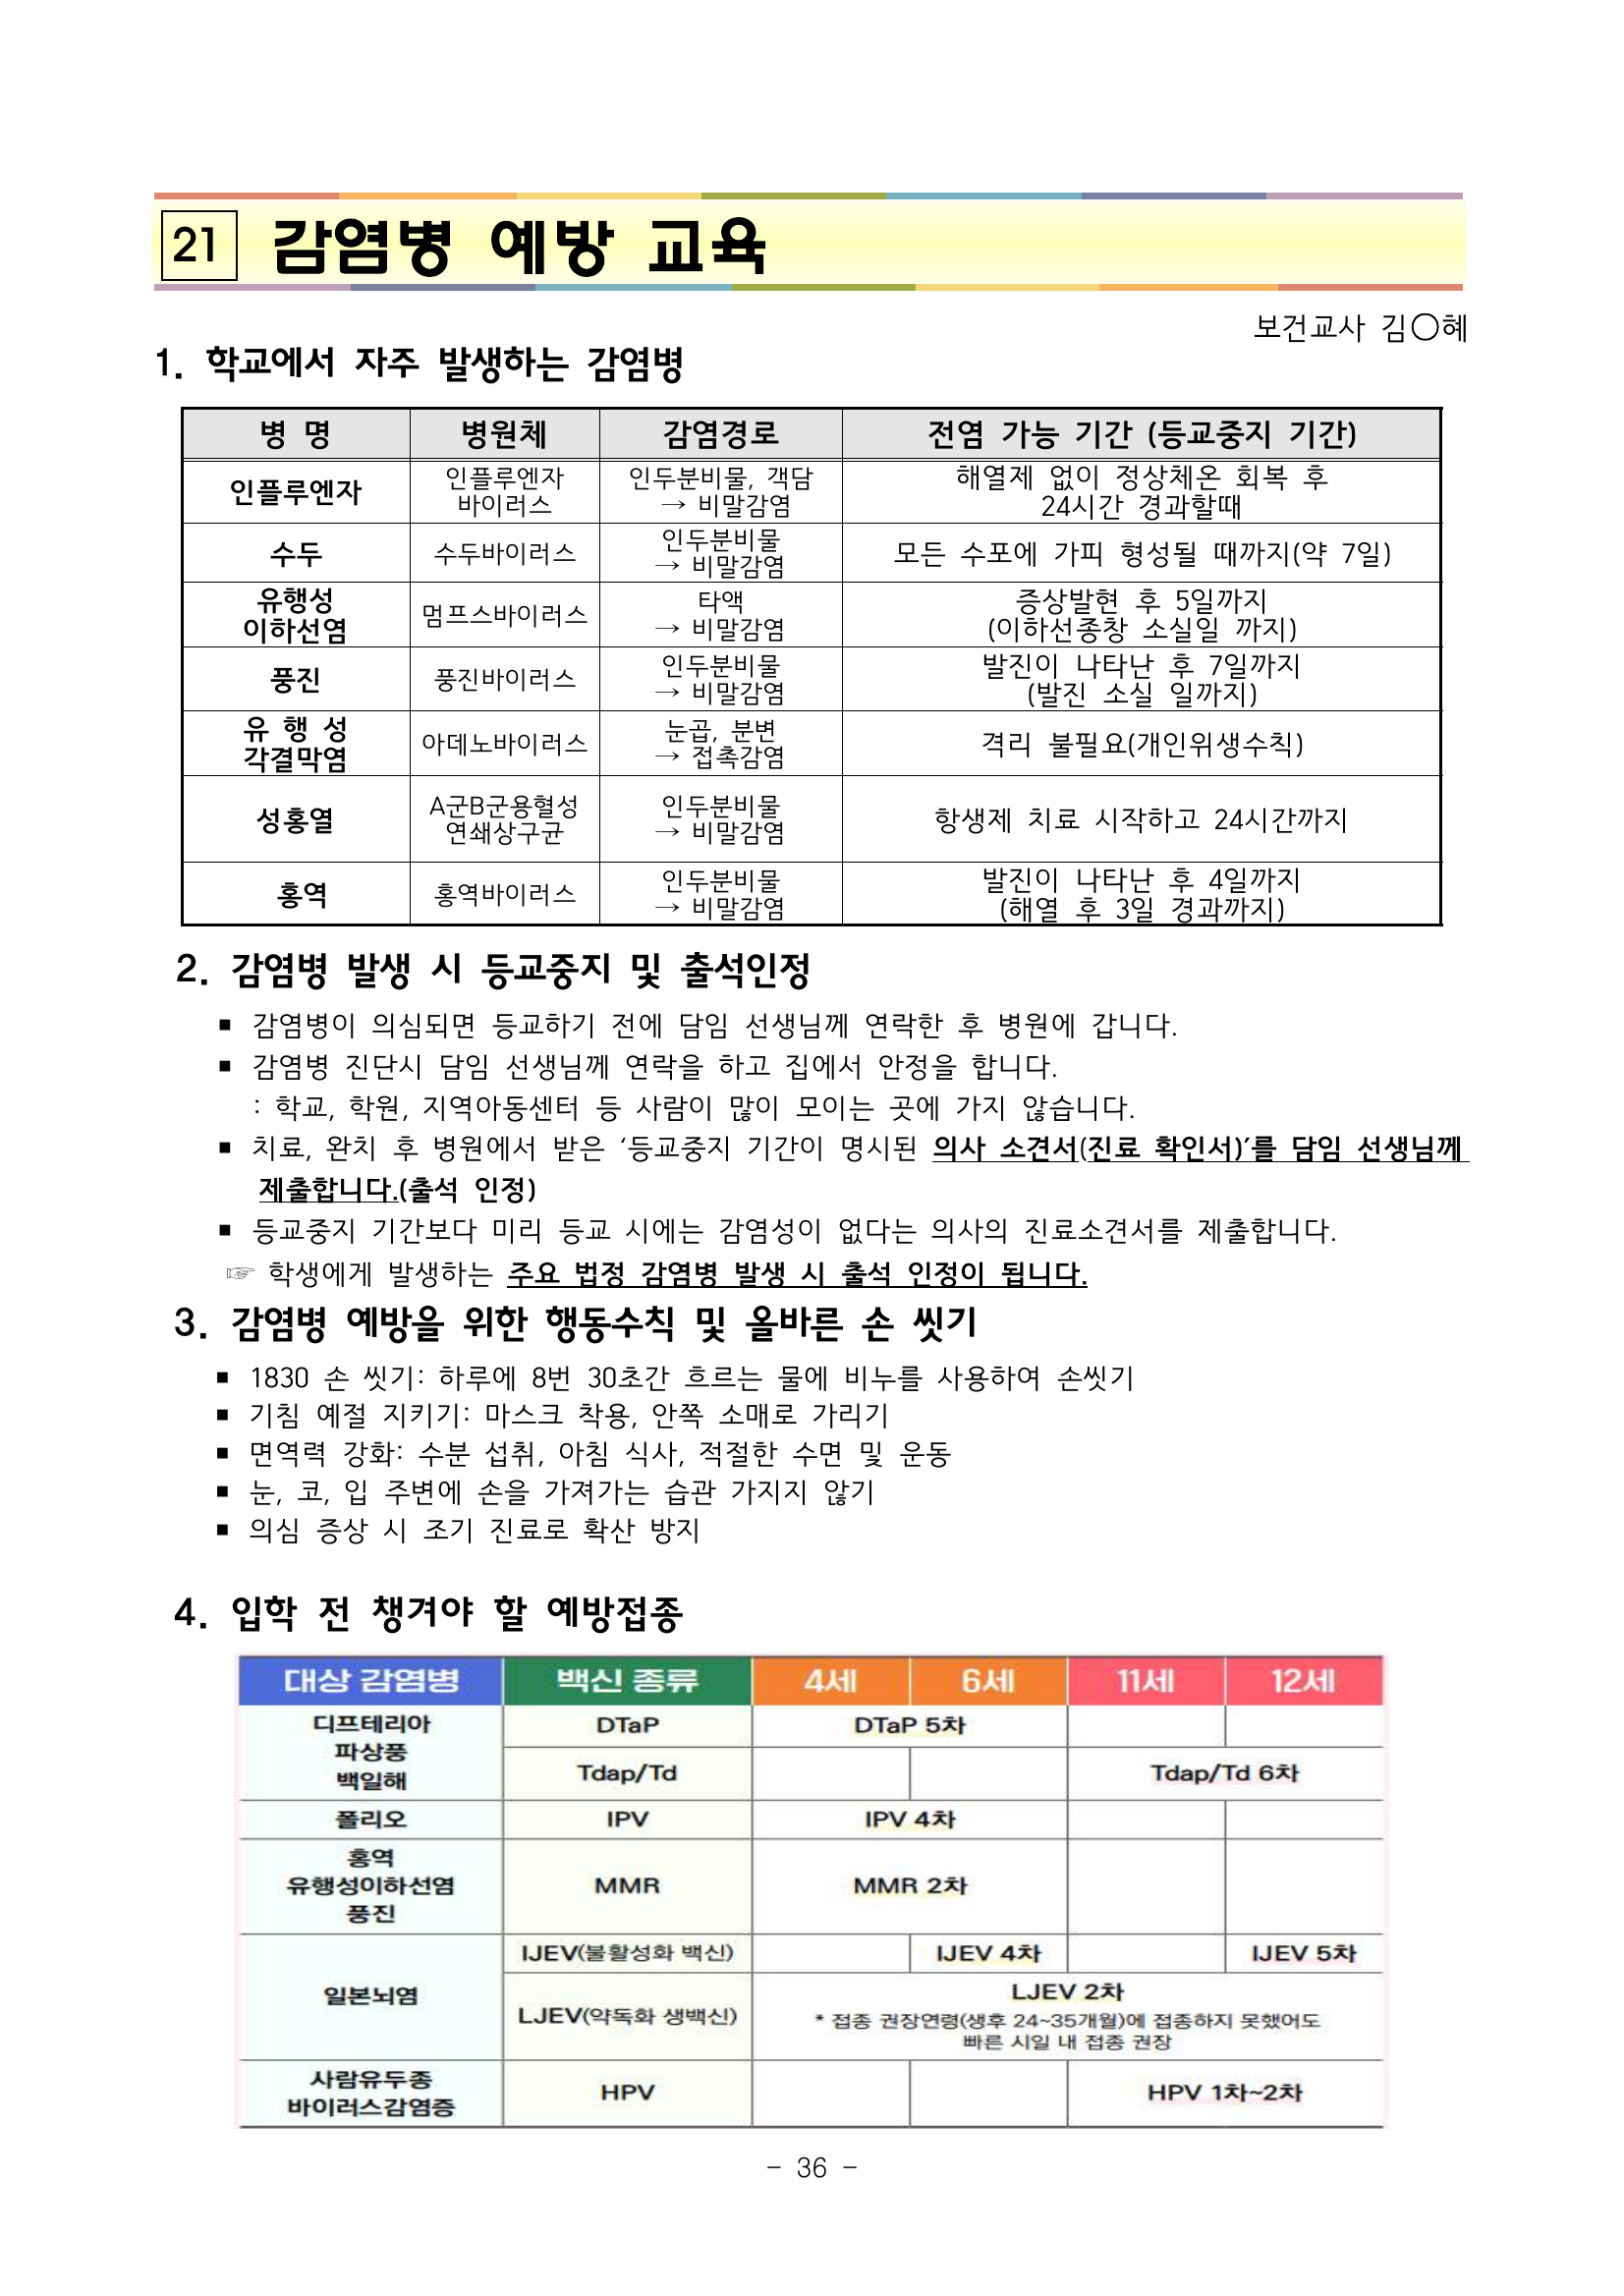 21 감염병 예방 교육
보건교사 김○혜
1. 학교에서 자주 발생하는 감염병
병 명 병원체 감염경로 전염 가능 기간 (등교중지 기간)
인플루엔자 인플루엔자 바이러스 인두분비물, 객담 → 비말감염 해열제 없이 정상체온 회복 후 24시간 경과할때
수두 수두바이러스 인두분비물 → 비말감염 모든 수포에 가피 형성될 때까지(약 7일)
유행성 이하선염 멈프스바이러스 타액 → 비말감염 증상발현 후 5일까지 (이하선종창 소실일 까지)
풍진 풍진바이러스 인두분비물 → 비말감염 발진이 나타난 후 7일까지 (발진 소실 일까지)
유 행 성 각결막염 아데노바이러스 눈곱, 분변 → 접촉감염 격리 불필요(개인위생수칙)
성홍열 A군B군용혈성 연쇄상구균 인두분비물 → 비말감염 항생제 치료 시작하고 24시간까지
홍역 홍역바이러스 인두분비물 → 비말감염 발진이 나타난 후 4일까지 (해열 후 3일 경과까지)
2. 감염병 발생 시 등교중지 및 출석인정
▪ 감염병이 의심되면 등교하기 전에 담임 선생님께 연락한 후 병원에 갑니다.
▪ 감염병 진단시 담임 선생님께 연락을 하고 집에서 안정을 합니다.
: 학교, 학원, 지역아동센터 등 사람이 많이 모이는 곳에 가지 않습니다.
▪ 치료, 완치 후 병원에서 받은 ‘등교중지 기간이 명시된 의사 소견서(진료 확인서)’를 담임 선생님께
제출합니다.(출석 인정)
▪ 등교중지 기간보다 미리 등교 시에는 감염성이 없다는 의사의 진료소견서를 제출합니다.
☞ 학생에게 발생하는 주요 법정 감염병 발생 시 출석 인정이 됩니다.
3. 감염병 예방을 위한 행동수칙 및 올바른 손 씻기
▪ 1830 손 씻기: 하루에 8번 30초간 흐르는 물에 비누를 사용하여 손씻기
▪ 기침 예절 지키기: 마스크 착용, 안쪽 소매로 가리기
▪ 면역력 강화: 수분 섭취, 아침 식사, 적절한 수면 및 운동
▪ 눈, 코, 입 주변에 손을 가져가는 습관 가지지 않기
▪ 의심 증상 시 조기 진료로 확산 방지
4. 입학 전 챙겨야 할 예방접종
대상 감염병 백신 종류 4세 6세 11세 12세
디프테리아 파상풍 백일해 DTaP DTaP 5차
Tdap/Td Tdap/Td 6차
폴리오 IPV IPV 4차
홍역 유행성이하선염 풍진 MMR MMR 2차
일본뇌염 IJEV(불활성화 백신) IJEV 4차 IJEV 5차
LJEV(약독화 생백신) LJEV 2차
* 접종 권장연령(생후 24~35개월)에 접종하지 못했어도
빠른 시일 내 접종 권장
사람유두종 바이러스감염증 HPV HPV 1차~2차
- 36 -